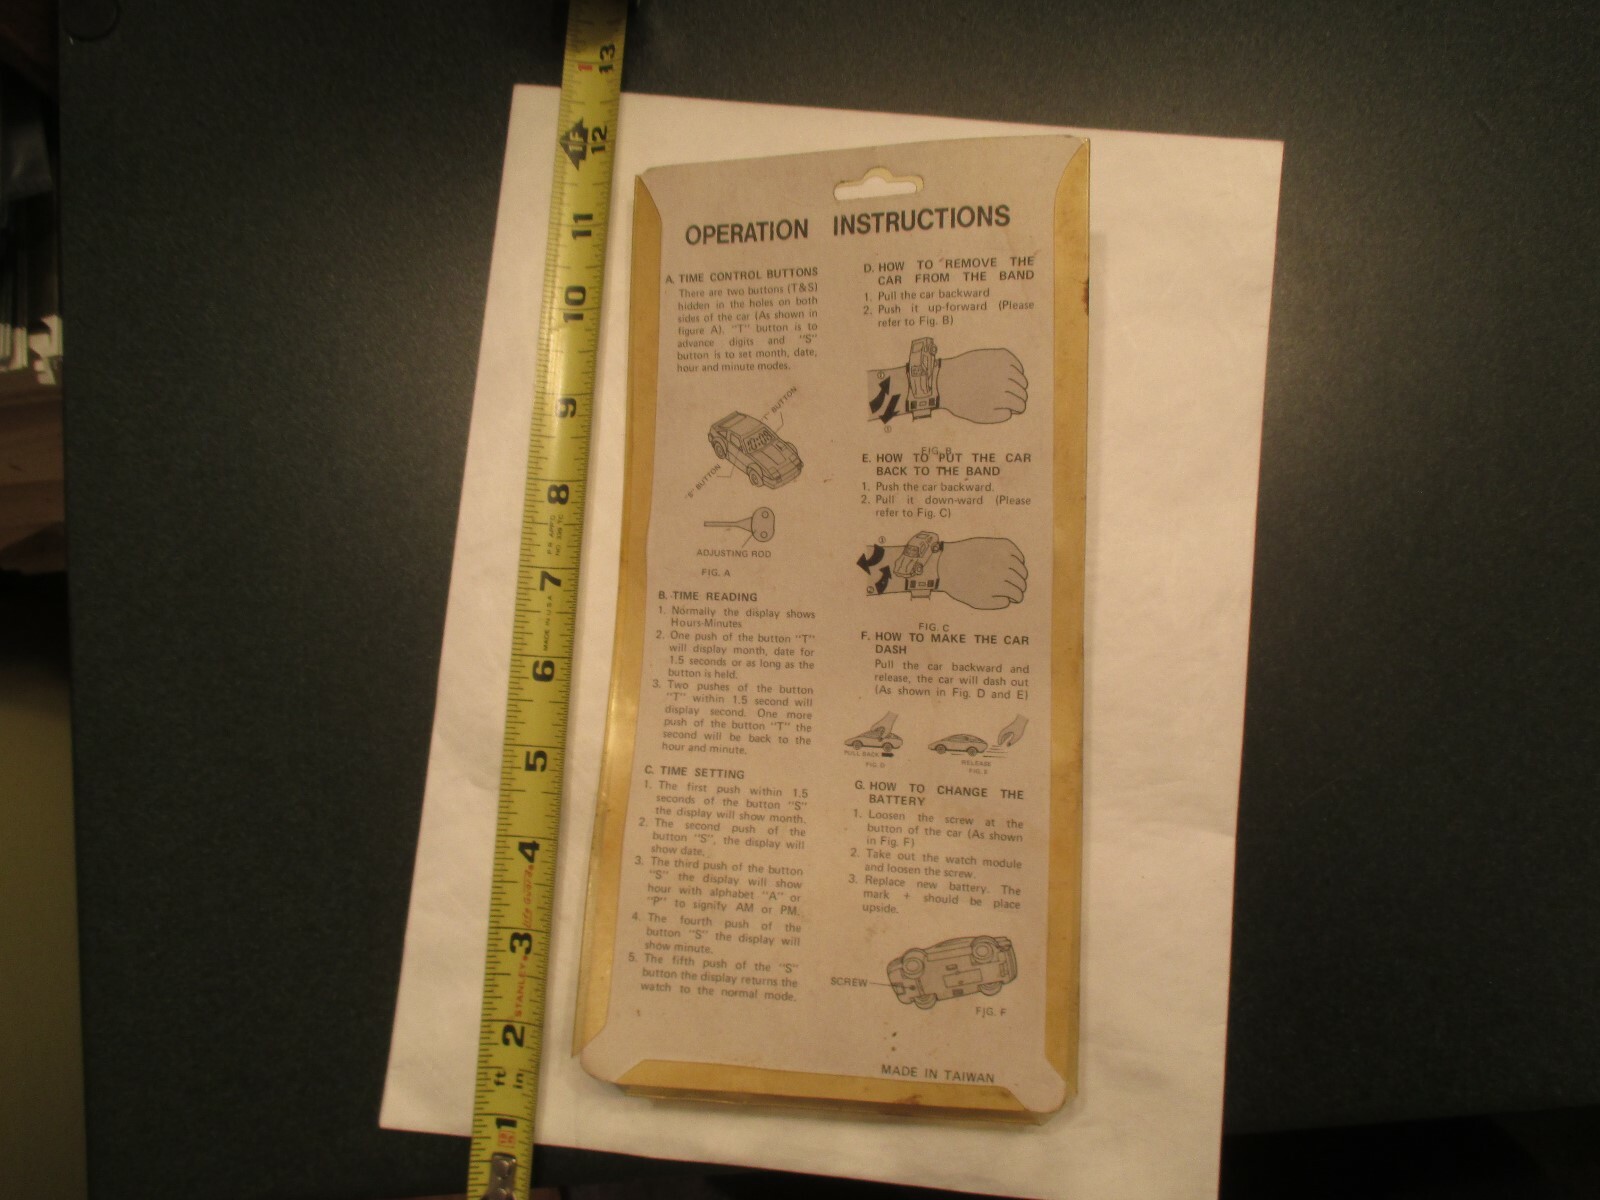 OPERATION INSTRUCTIONS
A. TIME CONTROL BUTTONS
There are two buttons (T&S)
hidden in the holes on both
sides of the car (As shown in
figure A). "T" button is to
advance digits and "S"
button is to set month, date,
hour and minute modes.
"T" BUTTON
"S" BUTTON
ADJUSTING ROD
FIG. A
B. TIME READING
1. Normally the display shows
Hours-Minutes
2. One push of the button "T"
will display month, date for
1.5 seconds or as long as the
button is held.
3. Two pushes of the button
"T" within 1.5 second will
display second. One more
push of the button "T" the
second will be back to the
hour and minute.
C. TIME SETTING
1. The first push within 1.5
seconds of the button "S"
the display will show month.
2. The second push of the
button "S", the display will
show date.
3. The third push of the button
"S" the display will show
hour with alphabet "A" or
"P" to signify AM or PM.
4. The fourth push of the
button "S" the display will
show minute.
5. The fifth push of the "S"
button the display returns the
watch to the normal mode.
D. HOW TO REMOVE THE
CAR FROM THE BAND
1. Pull the car backward
2. Push it up-forward (Please
refer to Fig. B)
FIG. B
E. HOW TO PUT THE CAR
BACK TO THE BAND
1. Push the car backward.
2. Pull it down-ward (Please
refer to Fig. C)
FIG. C
F. HOW TO MAKE THE CAR
DASH
Pull the car backward and
release, the car will dash out
(As shown in Fig. D and E)
PULL BACK
FIG. D
RELEASE
FIG. E
G. HOW TO CHANGE THE
BATTERY
1. Loosen the screw at the
button of the car (As shown
in Fig. F)
2. Take out the watch module
and loosen the screw.
3. Replace new battery. The
mark + should be place
upside.
SCREW
FIG. F
MADE IN TAIWAN
13
12
1F
11
10
9
8
7
MADE IN U.S.A.
6
5
4
3
STANLEY
2
ft
in
1